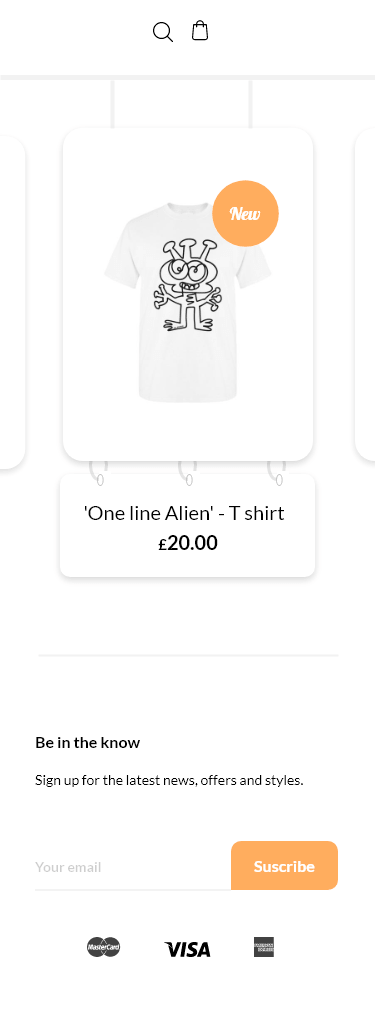 New
'One line Alien' - T shirt
£20.00
Be in the know
Sign up for the latest news, offers and styles.
Your email
Suscribe
MasterCard
VISA